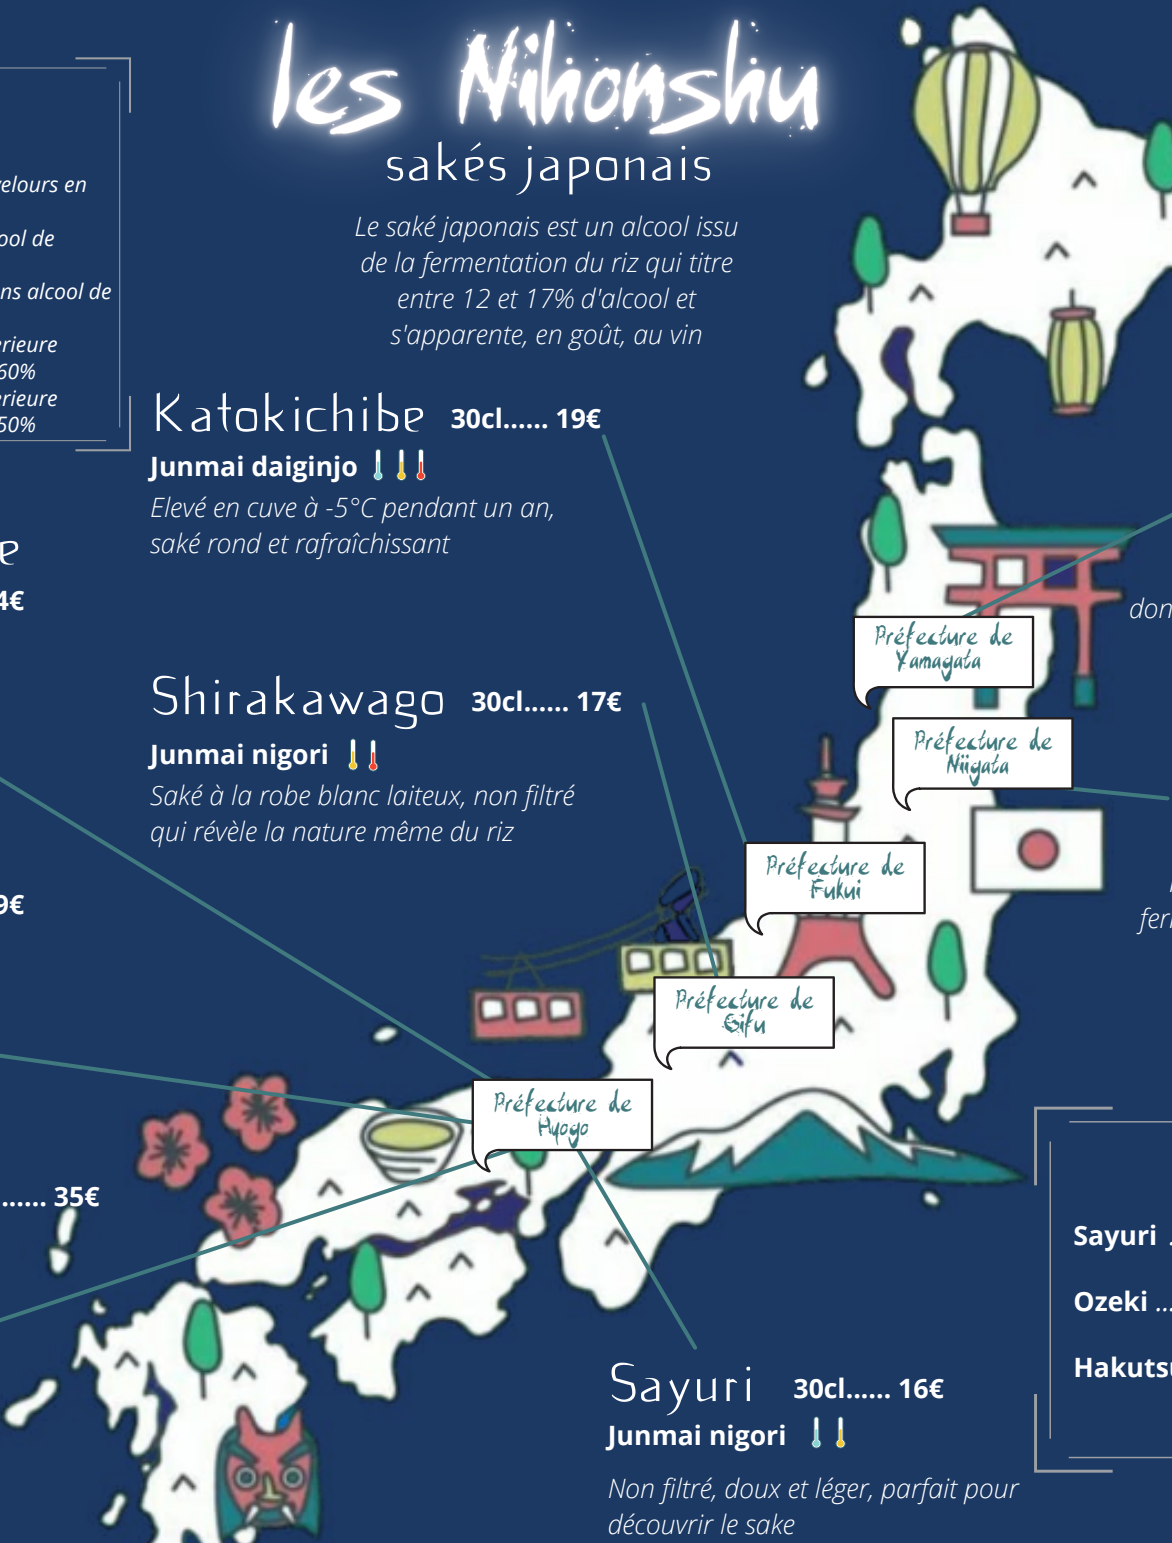 les Nihonshu
sakés japonais
Le saké japonais est un alcool issu
de la fermentation du riz qui titre
entre 12 et 17% d'alcool et
s'apparente, en goût, au vin
velours en
ool de
ns alcool de
erieure
60%
erieure
50%
Katokichibe 30cl...... 19€
Junmai daiginjo
Elevé en cuve à -5°C pendant un an,
saké rond et rafraîchissant
e
4€
don
Préfecture de
Yamagata
Shirakawago 30cl...... 17€
Junmai nigori
Saké à la robe blanc laiteux, non filtré
qui révèle la nature même du riz
Préfecture de
Niigata
Préfecture de
Fukui
9€
fer
Préfecture de
Gifu
Préfecture de
Hyogo
...... 35€
Sayuri
Ozeki ...
Hakutsu
Sayuri 30cl...... 16€
Junmai nigori
Non filtré, doux et léger, parfait pour
découvrir le sake